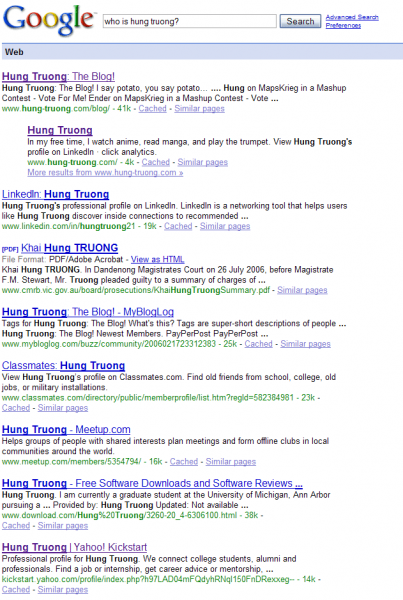 Google™
who is hung truong?
Search
Advanced Search
Preferences
Web
Hung Truong: The Blog!
Hung Truong: The Blog! I say potato, you say potato... .... Hung on MapsKrieg in a Mashup
Contest - Vote For Me! Ender on MapsKrieg in a Mashup Contest - Vote ...
www.hung-truong.com/blog/ - 41k - Cached - Similar pages
Hung Truong
In my free time, I watch anime, read manga, and play the trumpet. View Hung Truong's
profile on LinkedIn · click analytics.
www.hung-truong.com/ - 4k - Cached - Similar pages
More results from www.hung-truong.com »
LinkedIn: Hung Truong
Hung Truong's professional profile on LinkedIn. LinkedIn is a networking tool that helps users
like Hung Truong discover inside connections to recommended ...
www.linkedin.com/in/hungtruong21 - 19k - Cached - Similar pages
[PDF] Khai Hung TRUONG
File Format: PDF/Adobe Acrobat - View as HTML
Khai Hung TRUONG. In Dandenong Magistrates Court on 26 July 2006, before Magistrate
F.M. Stewart, Mr. Truong pleaded guilty to a summary of charges of ...
www.cmrb.vic.gov.au/board/prosecutions/KhaiHungTruongSummary.pdf - Similar pages
Hung Truong: The Blog! - MyBlogLog
Tags for Hung Truong: The Blog! What's this? Tags are super-short descriptions of people ...
Hung Truong: The Blog! Newest Members. PayPerPost PayPerPost ...
www.mybloglog.com/buzz/community/2006021723312383 - 25k - Cached - Similar pages
Classmates: Hung Truong
View Hung Truong's profile on Classmates.com. Find old friends from school, college, old
jobs, or military installations.
www.classmates.com/directory/public/memberprofile/list.htm?regId=582384981 - 23k -
Cached - Similar pages
Hung Truong - Meetup.com
Helps groups of people with shared interests plan meetings and form offline clubs in local
communities around the world.
www.meetup.com/members/5354794/ - 16k - Cached - Similar pages
Hung Truong - Free Software Downloads and Software Reviews ...
Hung Truong. I am currently a graduate student at the University of Michigan, Ann Arbor
pursuing a ... Provided by: Hung Truong Updated: Not available ...
www.download.com/Hung%20Truong/3260-20_4-6306100.html - 38k -
Cached - Similar pages
Hung Truong | Yahoo! Kickstart
Professional profile for Hung Truong. We connect college students, alumni and
professionals. Find a job or internship, get career advice or mentorship, ...
kickstart.yahoo.com/profile/index.php?h97LAD04mFQdyhRNqI150FnDRexxeg-- - 14k -
Cached - Similar pages